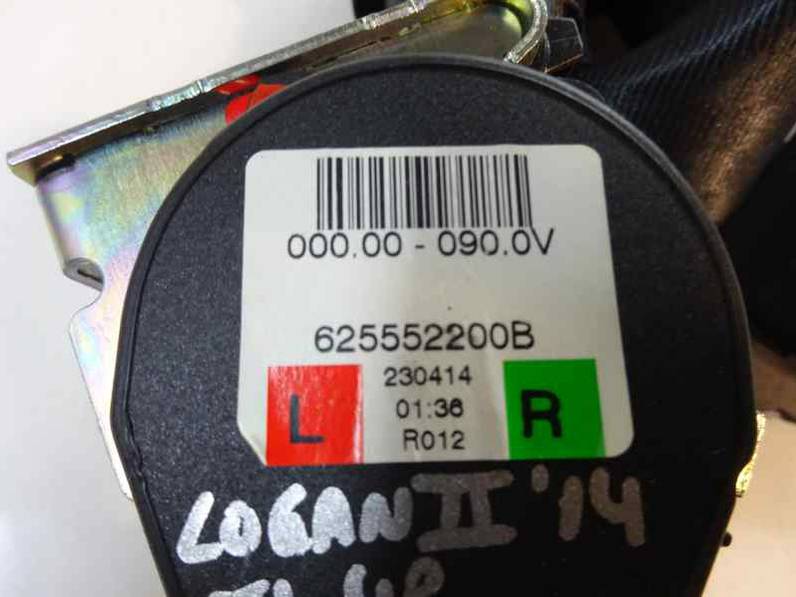 000.00 - 090.0V
625552200B
230414
01:36
R012
L
R
LOGAN II '14